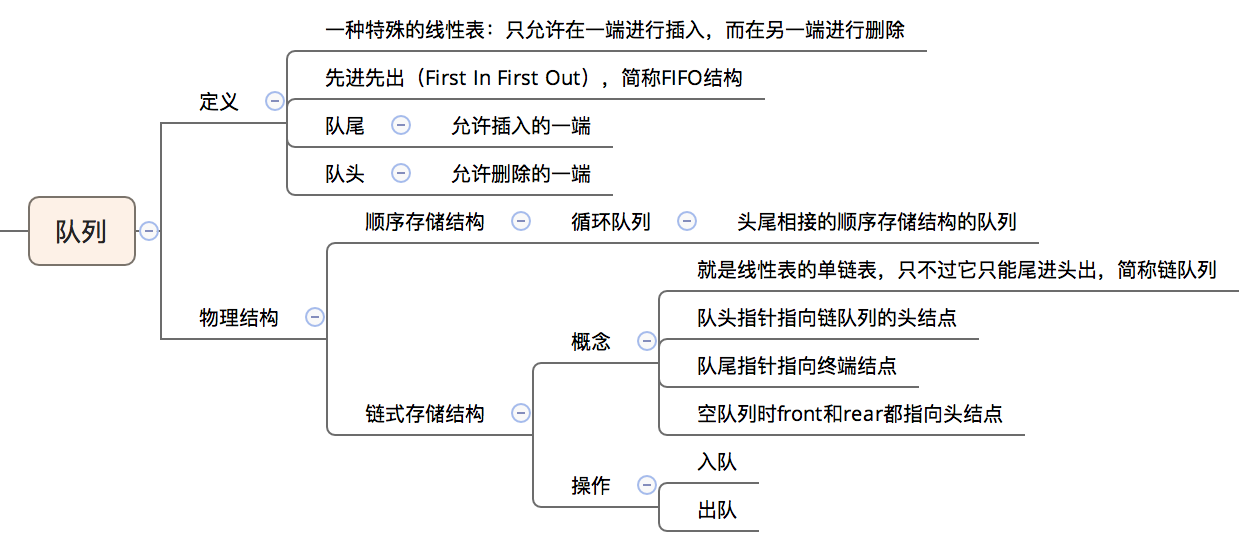 一种特殊的线性表：只允许在一端进行插入，而在另一端进行删除
先进先出（First In First Out），简称FIFO结构
定义
队尾 允许插入的一端
队头 允许删除的一端
队列
顺序存储结构 循环队列 头尾相接的顺序存储结构的队列
就是线性表的单链表，只不过它只能尾进头出，简称链队列
物理结构
队头指针指向链队列的头结点
概念
队尾指针指向终端结点
链式存储结构
空队列时front和rear都指向头结点
入队
操作
出队